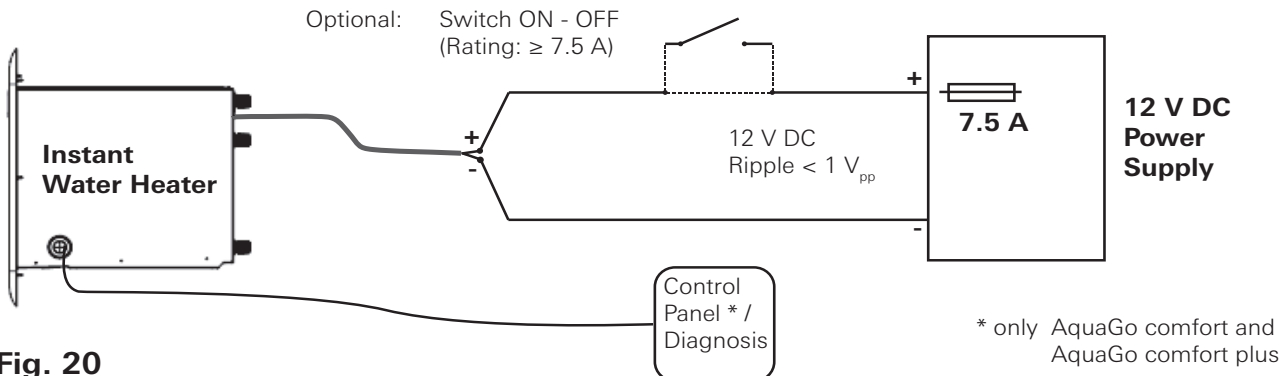 Optional: Switch ON - OFF
(Rating: ≥ 7.5 A)
+
7.5 A
12 V DC
Power
Supply
Instant
Water Heater
+
-
12 V DC
Ripple < 1 Vpp
-
Control
Panel * /
Diagnosis
* only AquaGo comfort and
AquaGo comfort plus
Fig. 20